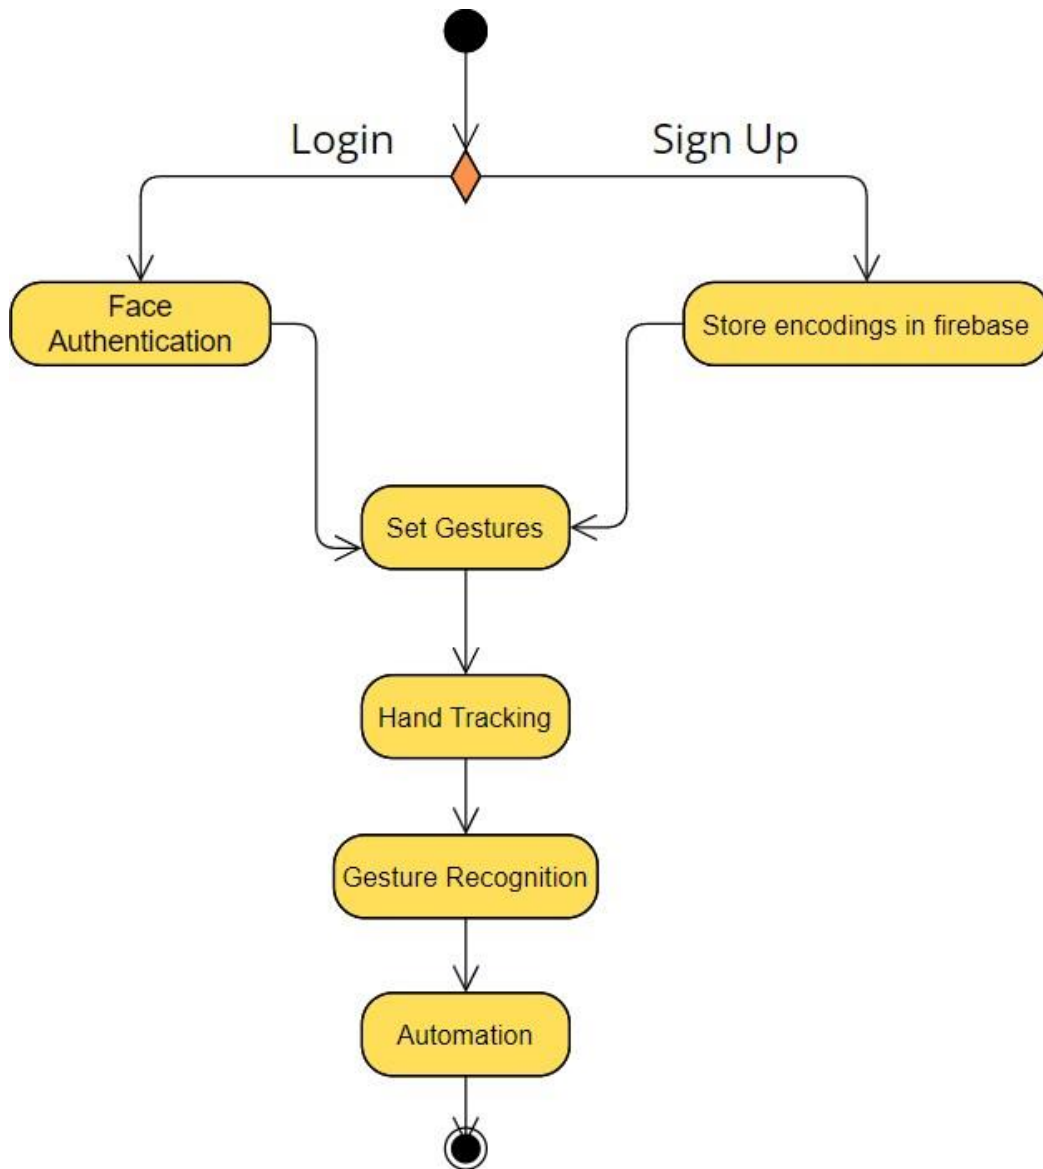 Login
Sign Up
Face
Authentication
Store encodings in firebase
Set Gestures
Hand Tracking
Gesture Recognition
Automation